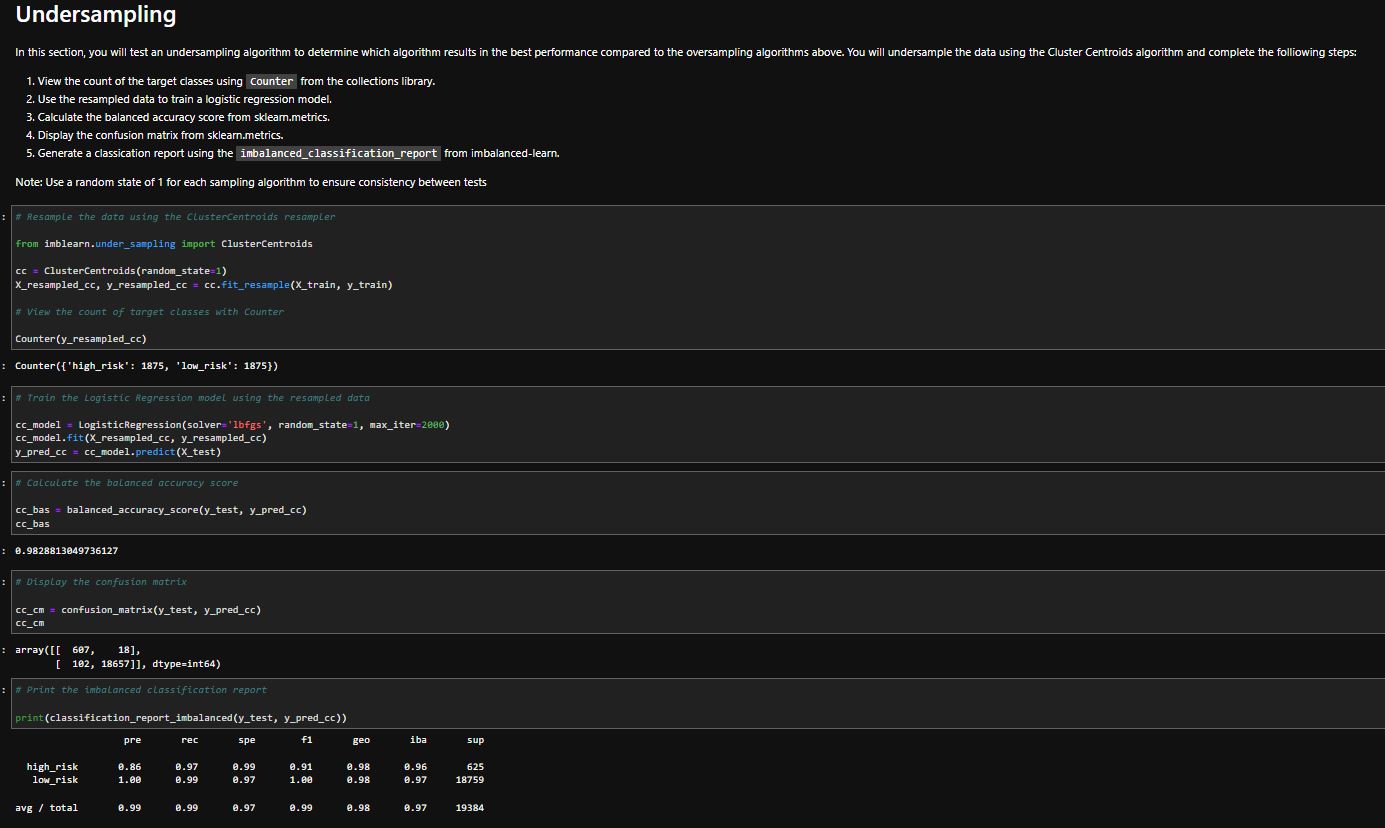 Undersampling
In this section, you will test an undersampling algorithm to determine which algorithm results in the best performance compared to the oversampling algorithms above. You will undersample the data using the Cluster Centroids algorithm and complete the folliowing steps:
1. View the count of the target classes using Counter from the collections library.
2. Use the resampled data to train a logistic regression model.
3. Calculate the balanced accuracy score from sklearn.metrics.
4. Display the confusion matrix from sklearn.metrics.
5. Generate a classication report using the imbalanced_classification_report from imbalanced-learn.
Note: Use a random state of 1 for each sampling algorithm to ensure consistency between tests
: # Resample the data using the ClusterCentroids resampler
from imblearn.under_sampling import ClusterCentroids
cc = ClusterCentroids(random_state=1)
X_resampled_cc, y_resampled_cc = cc.fit_resample(X_train, y_train)
# View the count of target classes with Counter
Counter(y_resampled_cc)
: Counter({'high_risk': 1875, 'low_risk': 1875})
: # Train the Logistic Regression model using the resampled data
cc_model = LogisticRegression(solver='lbfgs', random_state=1, max_iter=2000)
cc_model.fit(X_resampled_cc, y_resampled_cc)
y_pred_cc = cc_model.predict(X_test)
: # Calculate the balanced accuracy score
cc_bas = balanced_accuracy_score(y_test, y_pred_cc)
cc_bas
: 0.9828813049736127
: # Display the confusion matrix
cc_cm = confusion_matrix(y_test, y_pred_cc)
cc_cm
: array([[  607,    18],
       [  102, 18657]], dtype=int64)
: # Print the imbalanced classification report
print(classification_report_imbalanced(y_test, y_pred_cc))
pre rec spe f1 geo iba sup
high_risk 0.86 0.97 0.99 0.91 0.98 0.96 625
low_risk 1.00 0.99 0.97 1.00 0.98 0.97 18759
avg / total 0.99 0.99 0.97 0.99 0.98 0.97 19384